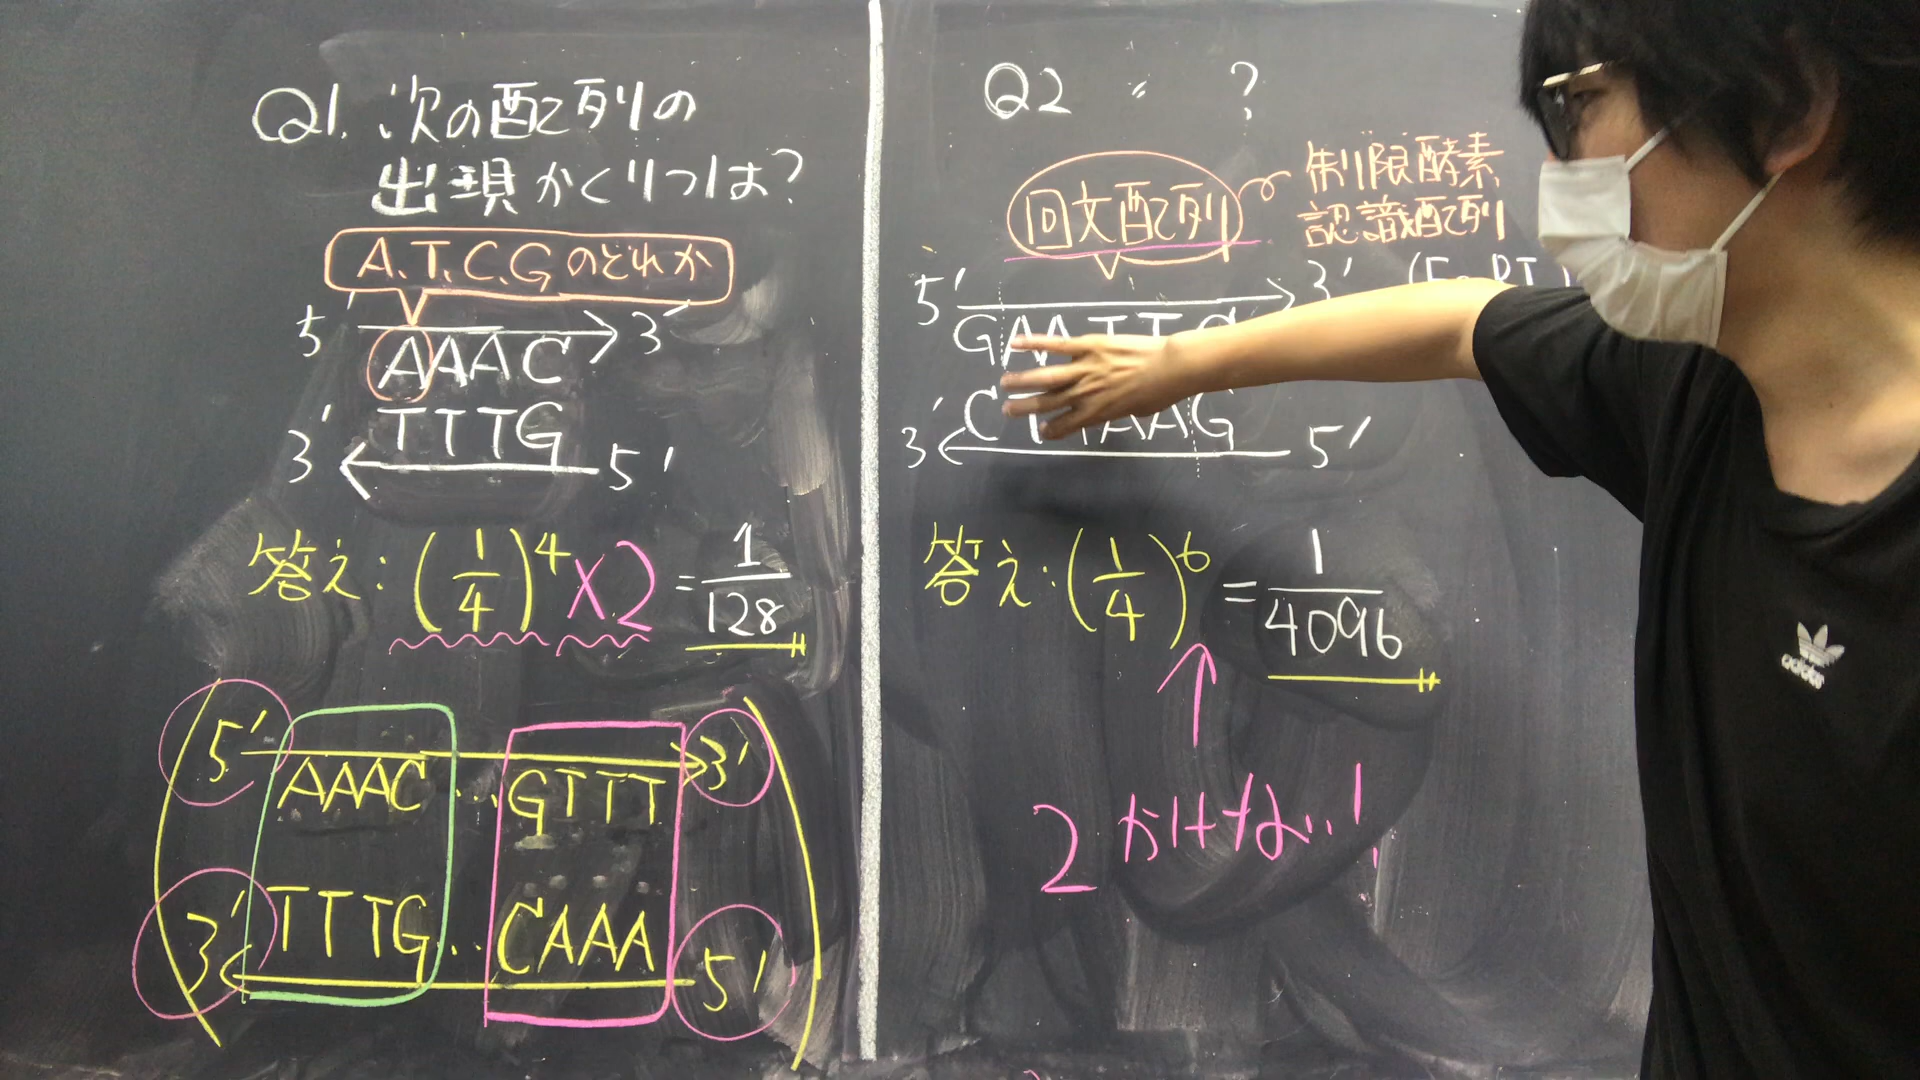 Q1. 次の配列の
出現かくりつは?
A.T.C.Gのどれか
5' 3'
AAAC
TTTG
3' 5'
答え: (1/4)^4 ×2 = 1/128
5' AAAC ... GTTT 3'
3' TTTG ... CAAA 5'
Q2 〃 ?
回文配列
制限酵素
認識配列
5' 3'
GAATTC
AAG
3' 5'
答え: (1/4)^6 = 1/4096
2かけない!
adidas